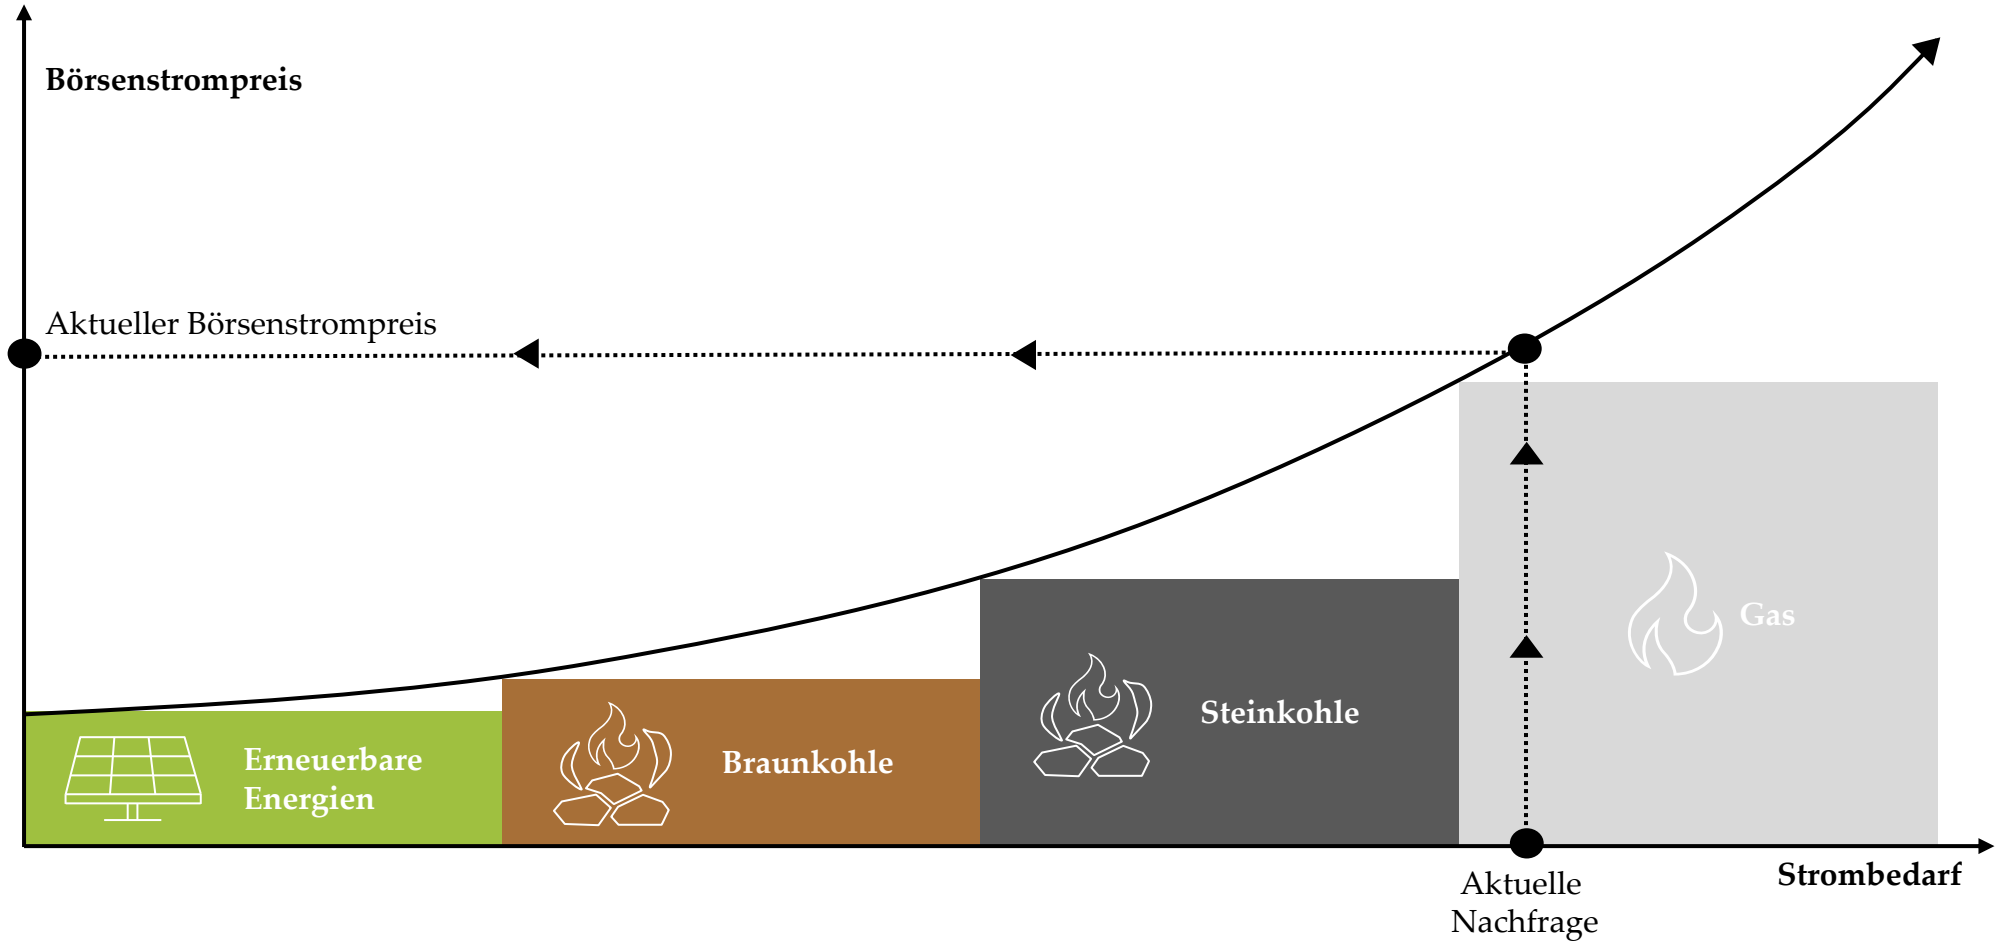 Börsenstrompreis
Aktueller Börsenstrompreis
Gas
Steinkohle
Erneuerbare
Energien
Braunkohle
Strombedarf
Aktuelle
Nachfrage